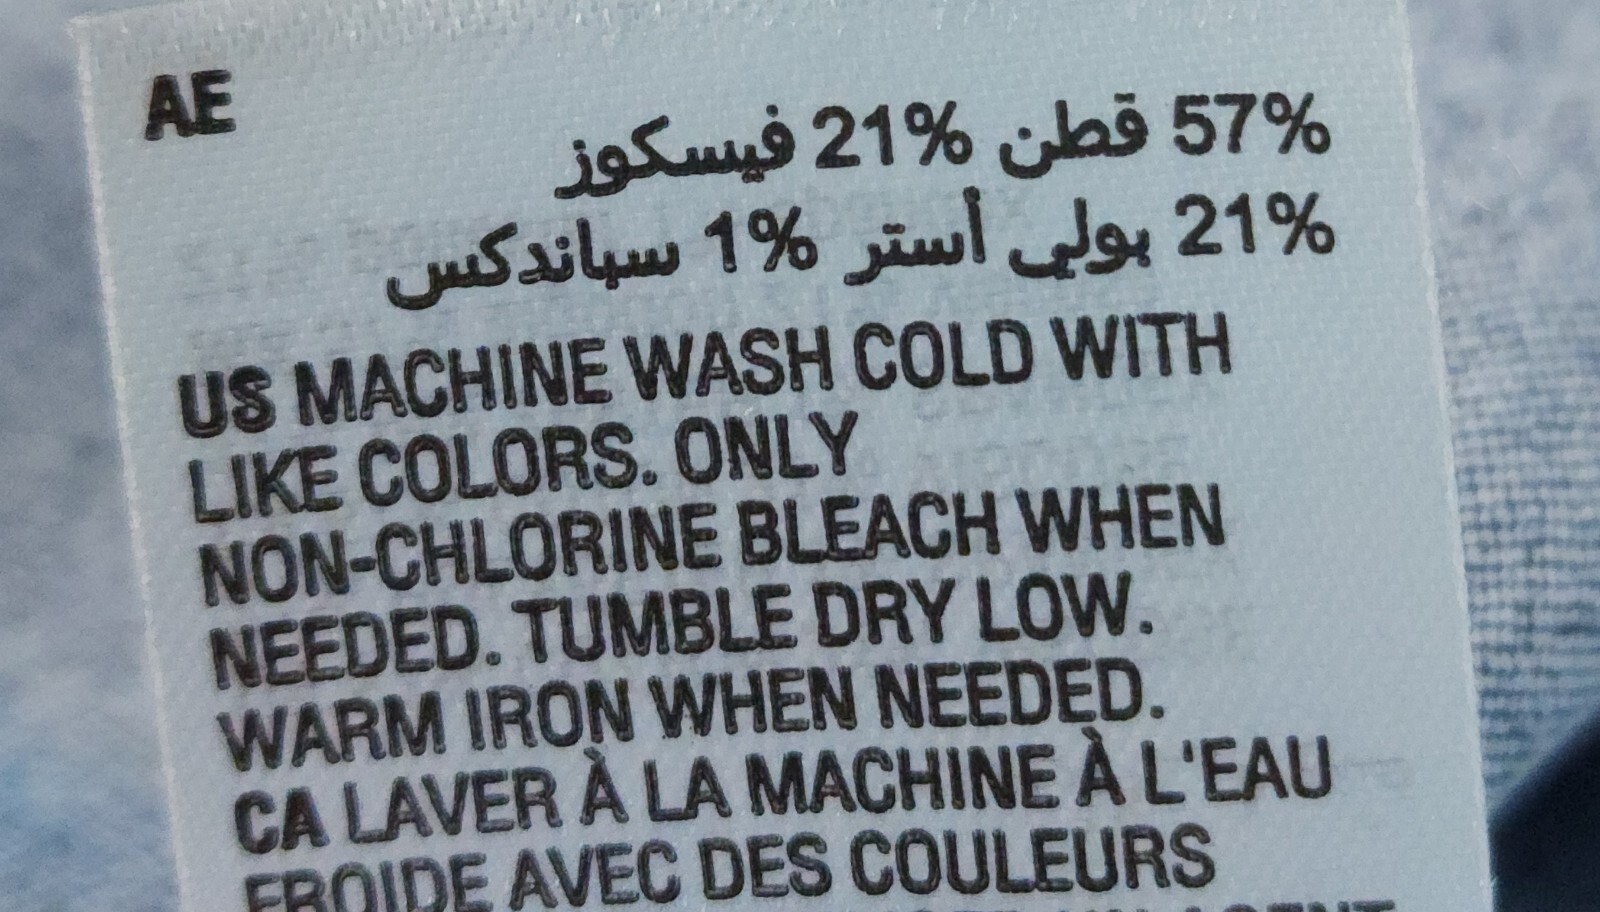 AE
57% قطن 21% فيسكوز
21% بولي أستر 1% سباندكس
US MACHINE WASH COLD WITH
LIKE COLORS. ONLY
NON-CHLORINE BLEACH WHEN
NEEDED. TUMBLE DRY LOW.
WARM IRON WHEN NEEDED.
CA LAVER À LA MACHINE À L'EAU
FROIDE AVEC DES COULEURS